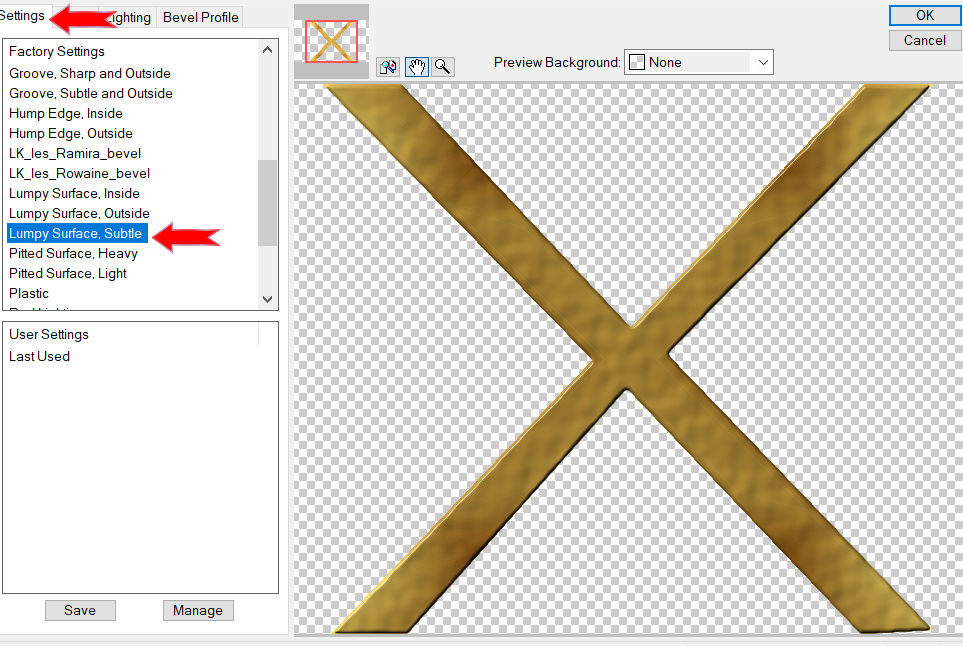 Settings
ighting
Bevel Profile
OK
Cancel
Preview Background:
None
Factory Settings
Groove, Sharp and Outside
Groove, Subtle and Outside
Hump Edge, Inside
Hump Edge, Outside
LK_les_Ramira_bevel
LK_les_Rowaine_bevel
Lumpy Surface, Inside
Lumpy Surface, Outside
Lumpy Surface, Subtle
Pitted Surface, Heavy
Pitted Surface, Light
Plastic
User Settings
Last Used
Save
Manage